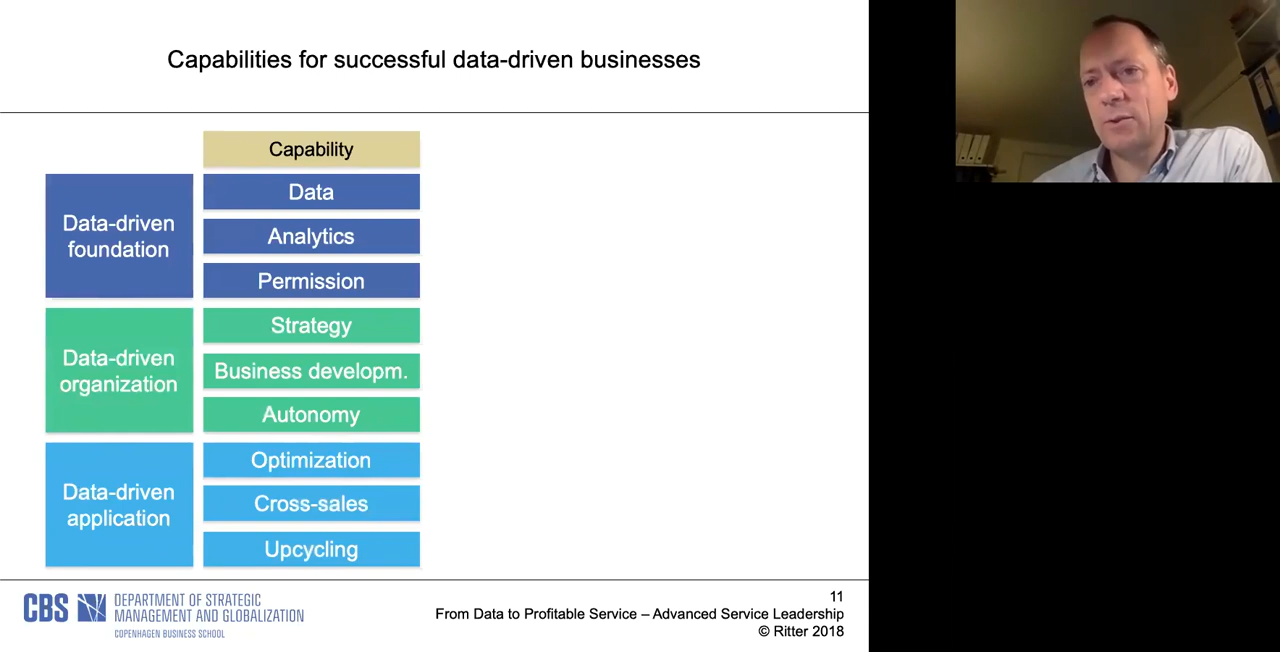 Capabilities for successful data-driven businesses
Capability
Data-driven
foundation
Data
Analytics
Permission
Data-driven
organization
Strategy
Business developm.
Autonomy
Data-driven
application
Optimization
Cross-sales
Upcycling
CBS
DEPARTMENT OF STRATEGIC
MANAGEMENT AND GLOBALIZATION
COPENHAGEN BUSINESS SCHOOL
11
From Data to Profitable Service – Advanced Service Leadership
© Ritter 2018